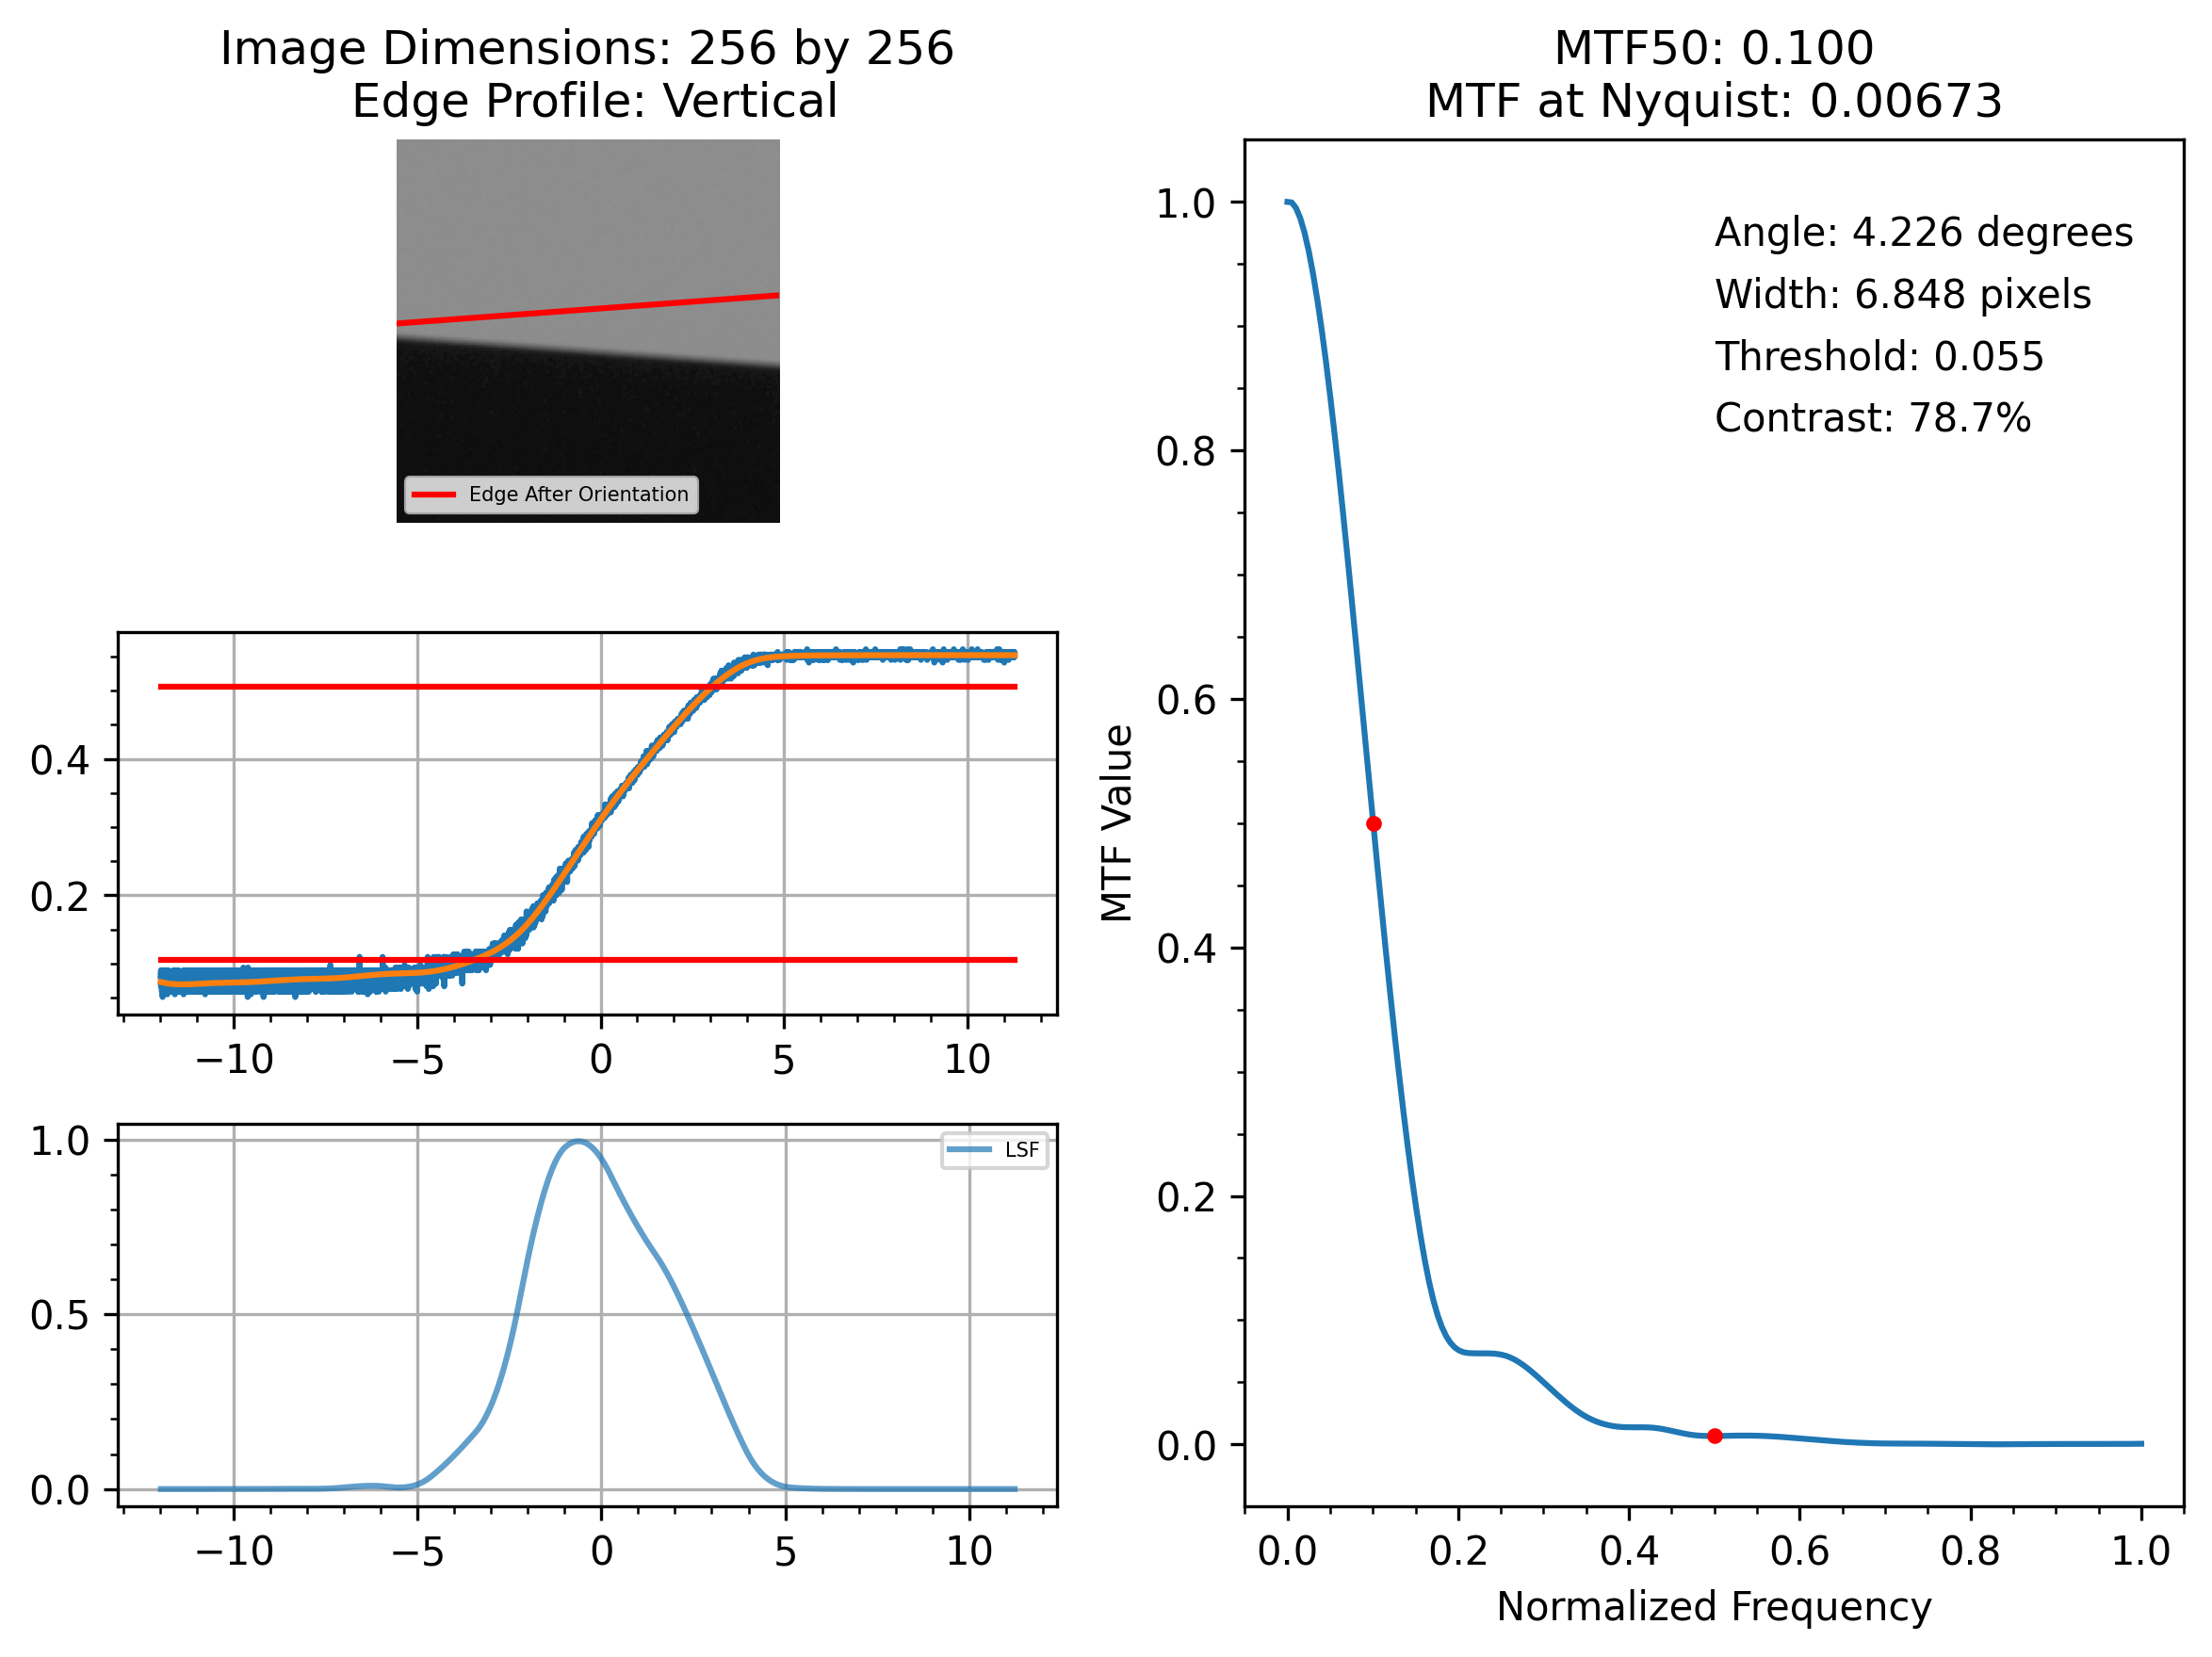 Image Dimensions: 256 by 256
Edge Profile: Vertical
Edge After Orientation
0.4
0.2
−10 −5 0 5 10
1.0
0.5
0.0
LSF
−10 −5 0 5 10
MTF50: 0.100
MTF at Nyquist: 0.00673
Angle: 4.226 degrees
Width: 6.848 pixels
Threshold: 0.055
Contrast: 78.7%
MTF Value
1.0
0.8
0.6
0.4
0.2
0.0
0.0 0.2 0.4 0.6 0.8 1.0
Normalized Frequency